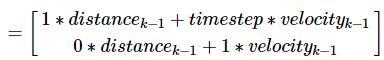 = [ 1 * distance_{k-1} + timestep * velocity_{k-1}
0 * distance_{k-1} + 1 * velocity_{k-1} ]